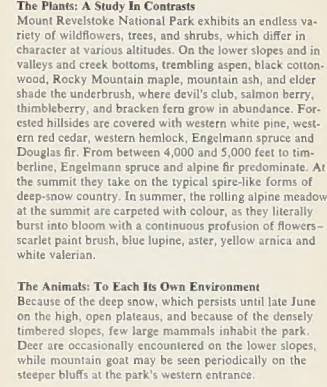 The Plants: A Study In Contrasts
Mount Revelstoke National Park exhibits an endless va-
riety of wildflowers, trees, and shrubs, which differ in
character at various altitudes. On the lower slopes and in
valleys and creek bottoms, trembling aspen, black cotton-
wood, Rocky Mountain maple, mountain ash, and elder
shade the underbrush, where devil's club, salmon berry,
thimbleberry, and bracken fern grow in abundance. For-
ested hillsides are covered with western white pine, west-
ern red cedar, western hemlock, Engelmann spruce and
Douglas fir. From between 4,000 and 5,000 feet to tim-
berline, Engelmann spruce and alpine fir predominate. At
the summit they take on the typical spire-like forms of
deep-snow country. In summer, the rolling alpine meadow
at the summit are carpeted with colour, as they literally
burst into bloom with a continuous profusion of flowers–
scarlet paint brush, blue lupine, aster, yellow arnica and
white valerian.
The Animals: To Each Its Own Environment
Because of the deep snow, which persists until late June
on the high, open plateaus, and because of the densely
timbered slopes, few large mammals inhabit the park.
Deer are occasionally encountered on the lower slopes,
while mountain goat may be seen periodically on the
steeper bluffs at the park's western entrance.